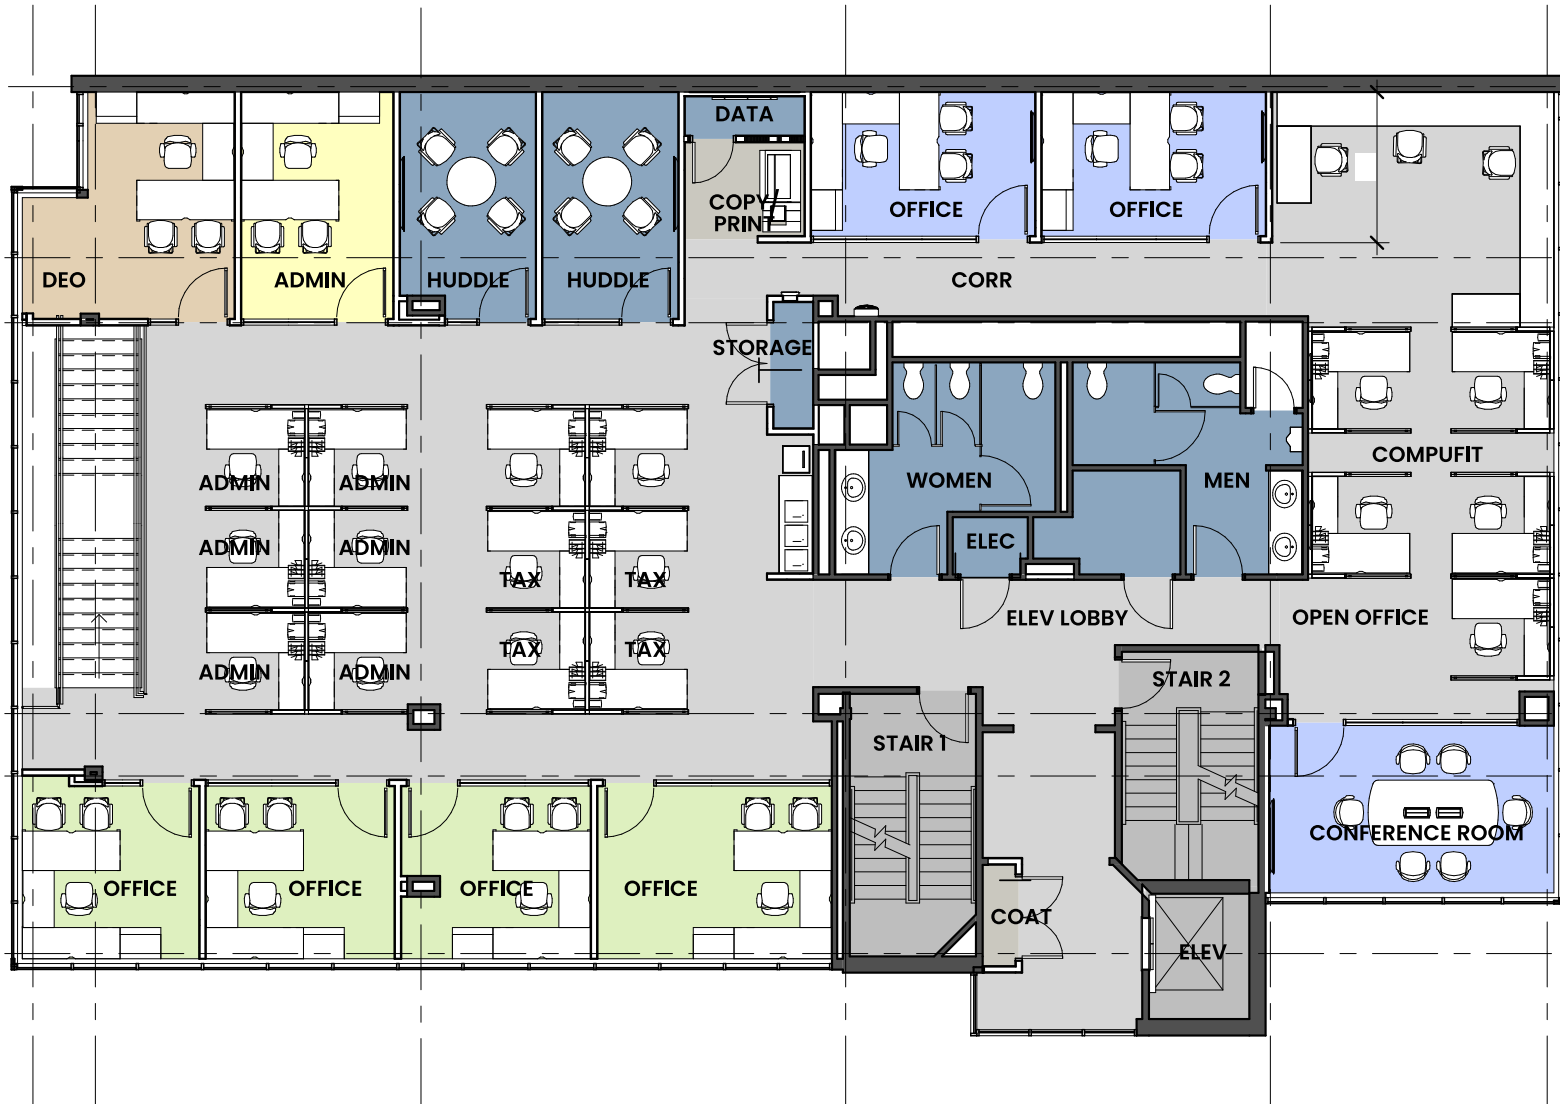 DATA
COPY/
PRINT
OFFICE
OFFICE
DEO
ADMIN
HUDDLE
HUDDLE
CORR
STORAGE
COMPUFIT
ADMIN
ADMIN
WOMEN
MEN
ADMIN
ADMIN
ELEC
TAX
TAX
ELEV LOBBY
OPEN OFFICE
TAX
TAX
ADMIN
ADMIN
STAIR 2
STAIR 1
CONFERENCE ROOM
OFFICE
OFFICE
OFFICE
OFFICE
COAT
ELEV